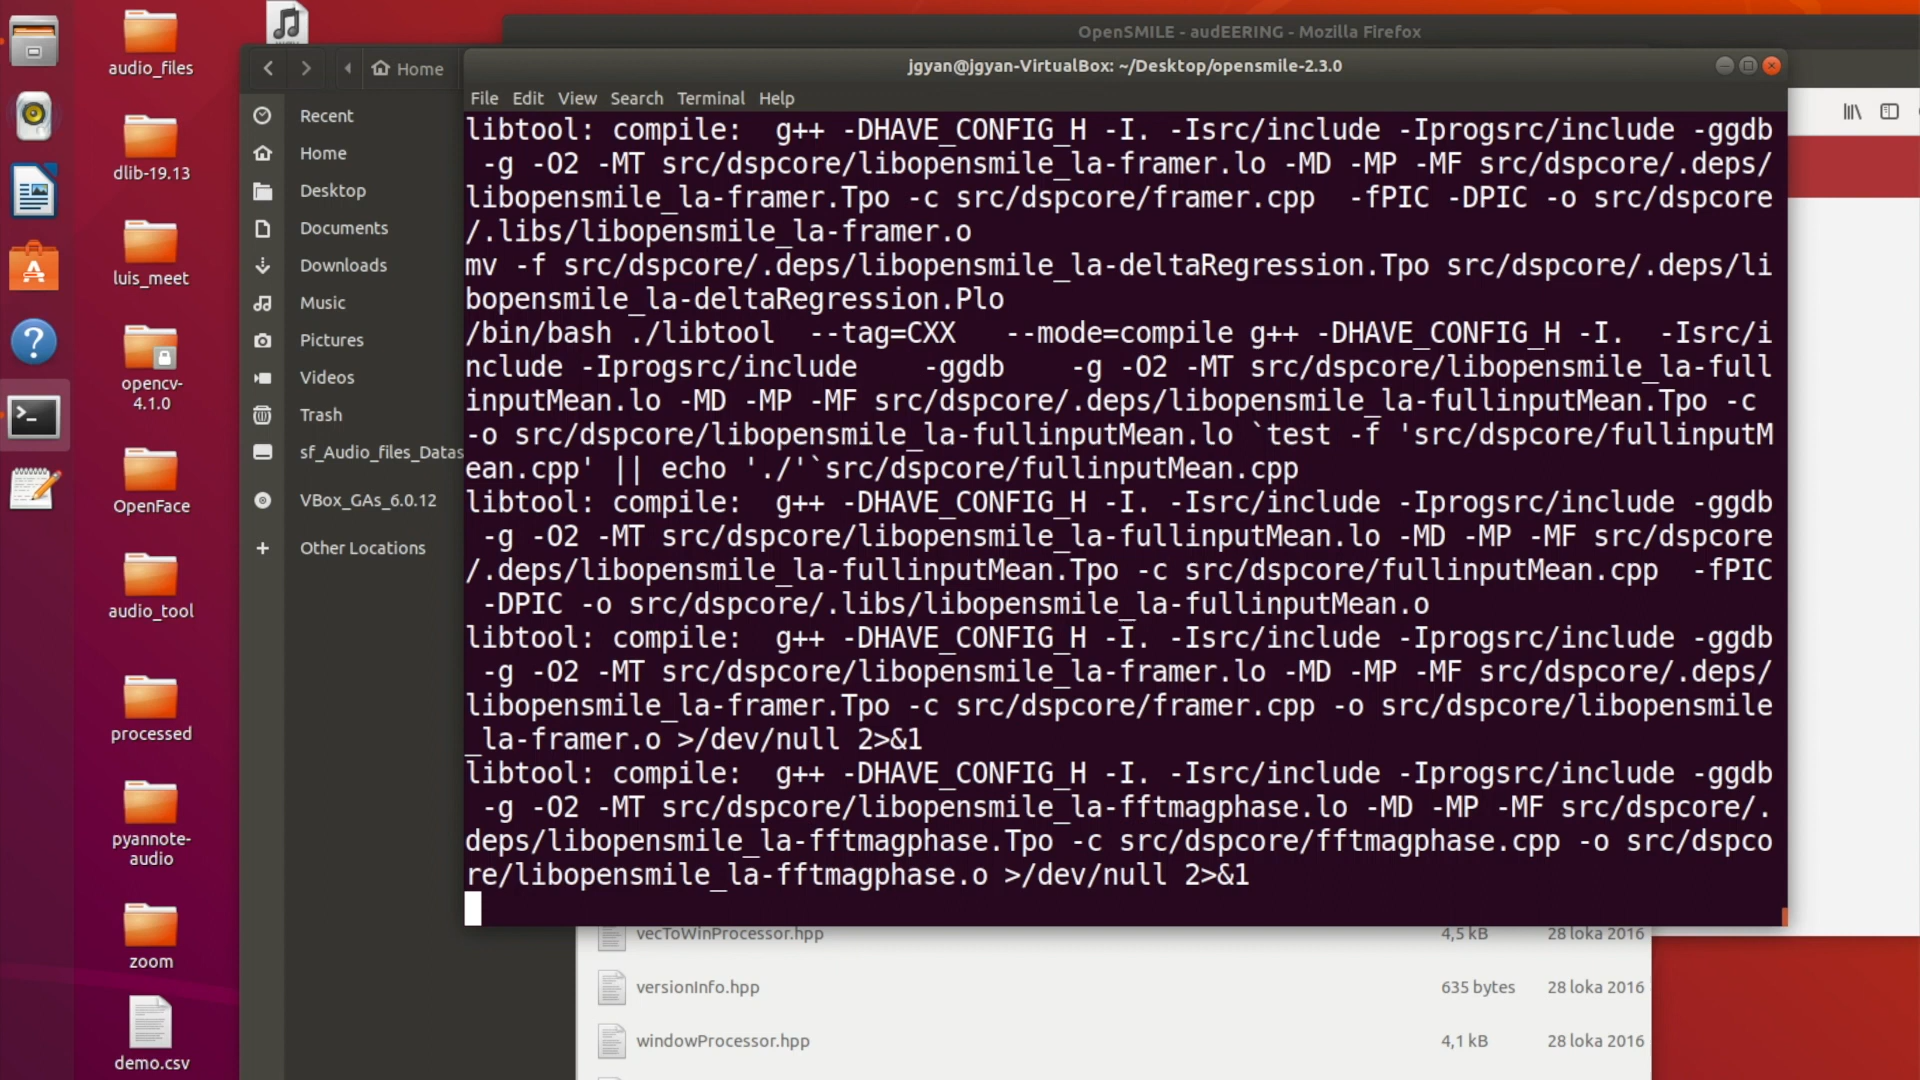 OpenSMILE - audEERING - Mozilla Firefox
jgyan@jgyan-VirtualBox: ~/Desktop/opensmile-2.3.0
File Edit View Search Terminal Help
libtool: compile:  g++ -DHAVE_CONFIG_H -I. -Isrc/include -Iprogsrc/include -ggdb
 -g -O2 -MT src/dspcore/libopensmile_la-framer.lo -MD -MP -MF src/dspcore/.deps/
libopensmile_la-framer.Tpo -c src/dspcore/framer.cpp  -fPIC -DPIC -o src/dspcore
/.libs/libopensmile_la-framer.o
mv -f src/dspcore/.deps/libopensmile_la-deltaRegression.Tpo src/dspcore/.deps/li
bopensmile_la-deltaRegression.Plo
/bin/bash ./libtool  --tag=CXX   --mode=compile g++ -DHAVE_CONFIG_H -I.  -Isrc/i
nclude -Iprogsrc/include    -ggdb    -g -O2 -MT src/dspcore/libopensmile_la-full
inputMean.lo -MD -MP -MF src/dspcore/.deps/libopensmile_la-fullinputMean.Tpo -c
-o src/dspcore/libopensmile_la-fullinputMean.lo `test -f 'src/dspcore/fullinputM
ean.cpp' || echo './'`src/dspcore/fullinputMean.cpp
libtool: compile:  g++ -DHAVE_CONFIG_H -I. -Isrc/include -Iprogsrc/include -ggdb
 -g -O2 -MT src/dspcore/libopensmile_la-fullinputMean.lo -MD -MP -MF src/dspcore
/.deps/libopensmile_la-fullinputMean.Tpo -c src/dspcore/fullinputMean.cpp  -fPIC
 -DPIC -o src/dspcore/.libs/libopensmile_la-fullinputMean.o
libtool: compile:  g++ -DHAVE_CONFIG_H -I. -Isrc/include -Iprogsrc/include -ggdb
 -g -O2 -MT src/dspcore/libopensmile_la-framer.lo -MD -MP -MF src/dspcore/.deps/
libopensmile_la-framer.Tpo -c src/dspcore/framer.cpp -o src/dspcore/libopensmile
_la-framer.o >/dev/null 2>&1
libtool: compile:  g++ -DHAVE_CONFIG_H -I. -Isrc/include -Iprogsrc/include -ggdb
 -g -O2 -MT src/dspcore/libopensmile_la-fftmagphase.lo -MD -MP -MF src/dspcore/.
deps/libopensmile_la-fftmagphase.Tpo -c src/dspcore/fftmagphase.cpp -o src/dspco
re/libopensmile_la-fftmagphase.o >/dev/null 2>&1
audio_files
dlib-19.13
luis_meet
opencv-
4.1.0
OpenFace
audio_tool
processed
pyannote-
audio
zoom
demo.csv
Home
Recent
Home
Desktop
Documents
Downloads
Music
Pictures
Videos
Trash
sf_Audio_files_Datas
VBox_GAs_6.0.12
Other Locations
vecToWinProcessor.hpp 4,5 kB 28 loka 2016
versionInfo.hpp 635 bytes 28 loka 2016
windowProcessor.hpp 4,1 kB 28 loka 2016